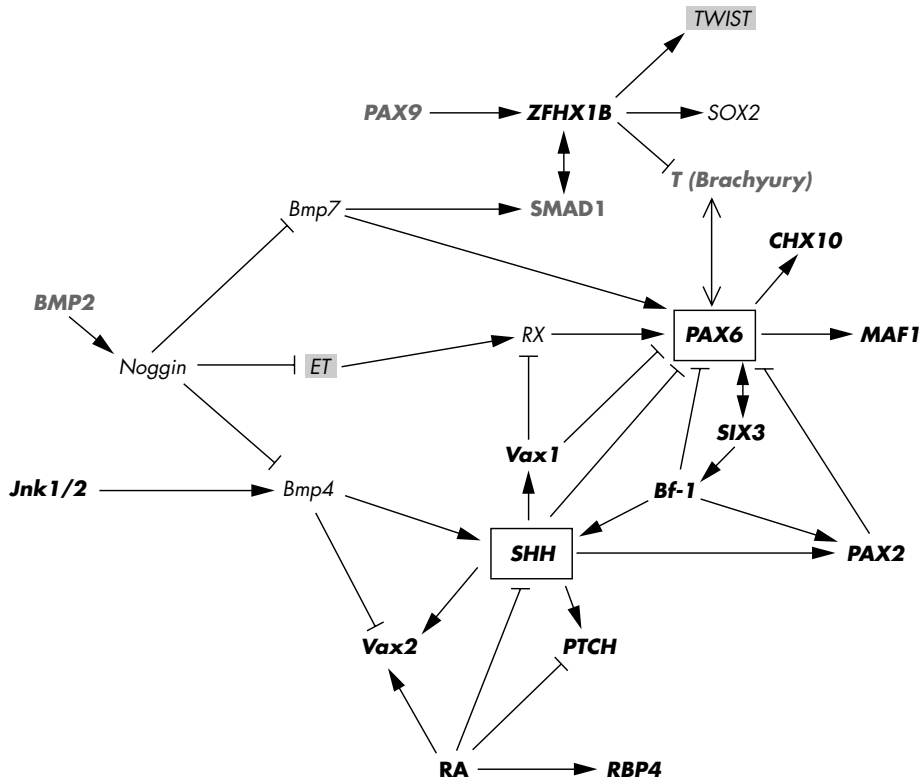 TWIST
PAX9
ZFHX1B
SOX2
T (Brachyury)
Bmp7
SMAD1
CHX10
BMP2
RX
PAX6
MAF1
Noggin
ET
SIX3
Vax1
Jnk1/2
Bmp4
Bf-1
SHH
PAX2
Vax2
PTCH
RA
RBP4